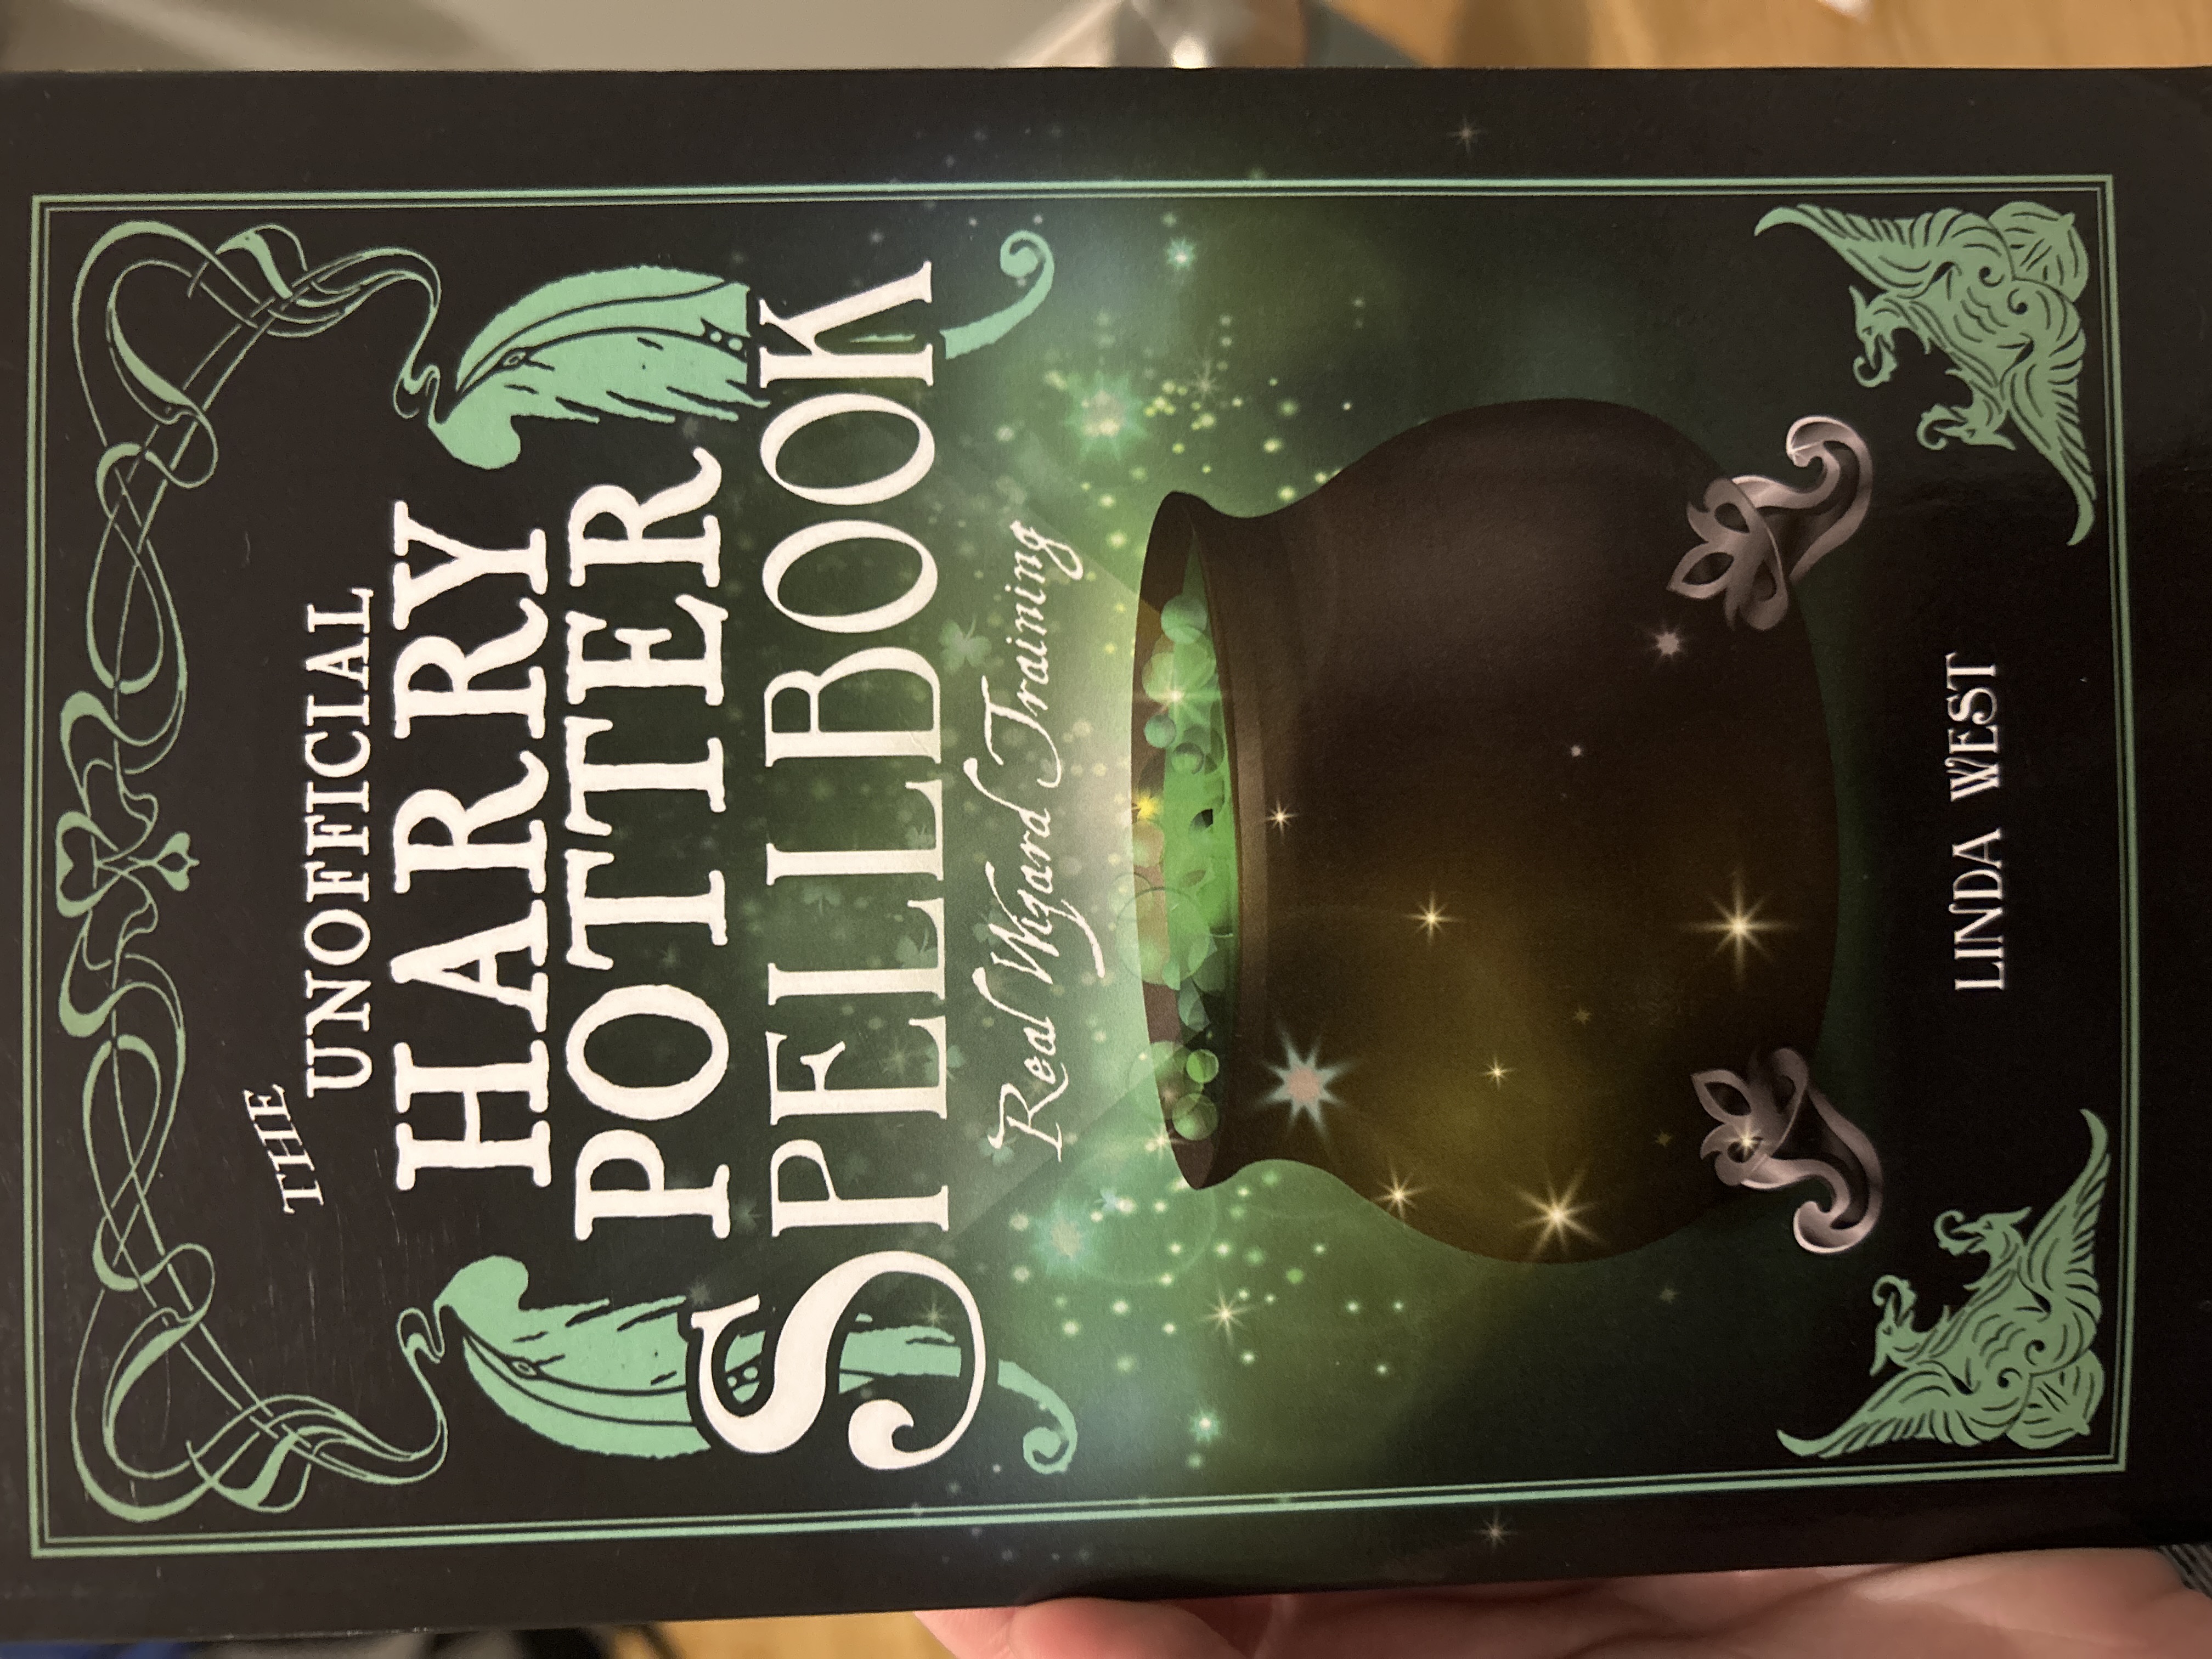 THE
UNOFFICIAL
HARRY
POTTER
SPELLBOOK
Real Wizard Training
LINDA WEST